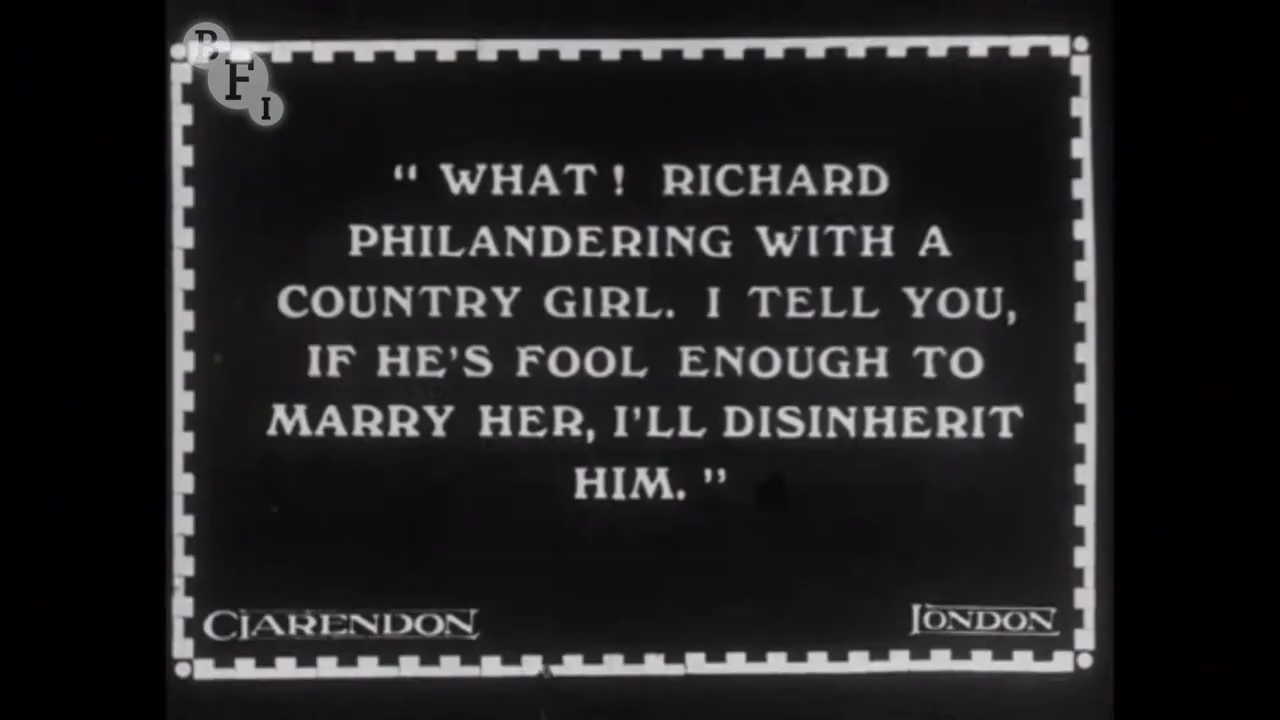 BFI
“ WHAT! RICHARD
PHILANDERING WITH A
COUNTRY GIRL. I TELL YOU,
IF HE'S FOOL ENOUGH TO
MARRY HER, I'LL DISINHERIT
HIM. ”
CLARENDON LONDON